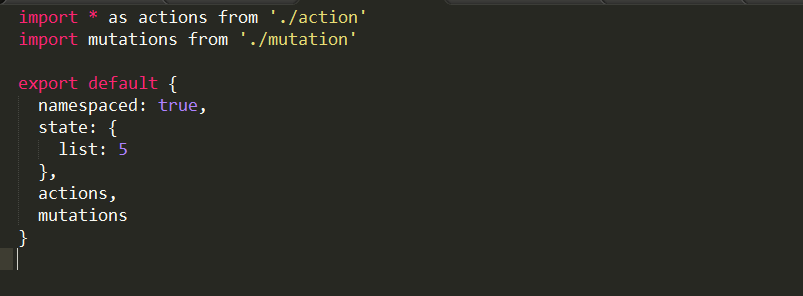 import * as actions from './action'
import mutations from './mutation'
export default {
namespaced: true,
state: {
list: 5
},
actions,
mutations
}